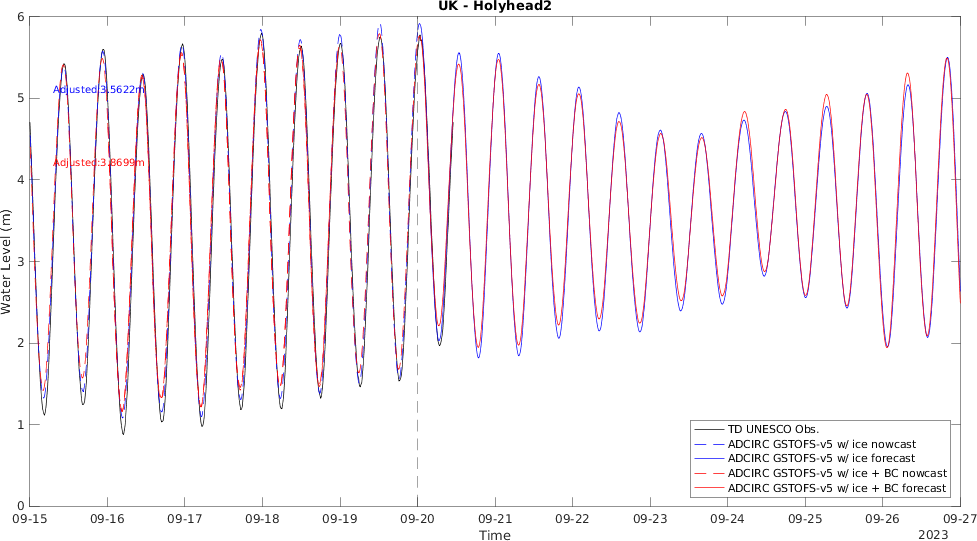 UK - Holyhead2
6
5
4
3
2
1
0
Water Level (m)
Adjusted:3.5622m
Adjusted:3.8699m
TD UNESCO Obs.
ADCIRC GSTOFS-v5 w/ ice nowcast
ADCIRC GSTOFS-v5 w/ ice forecast
ADCIRC GSTOFS-v5 w/ ice + BC nowcast
ADCIRC GSTOFS-v5 w/ ice + BC forecast
09-15 09-16 09-17 09-18 09-19 09-20 09-21 09-22 09-23 09-24 09-25 09-26 09-27
Time
2023